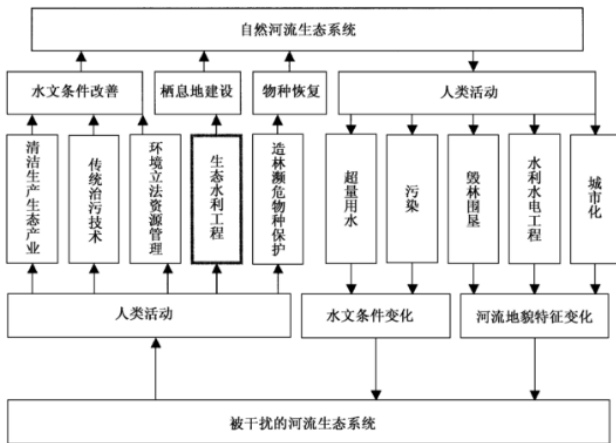 自然河流生态系统
水文条件改善
栖息地建设
物种恢复
人类活动
清洁生产生态产业
传统治污技术
环境立法资源管理
生态水利工程
造林濒危物种保护
超量用水
污染
毁林围垦
水利水电工程
城市化
人类活动
水文条件变化
河流地貌特征变化
被干扰的河流生态系统